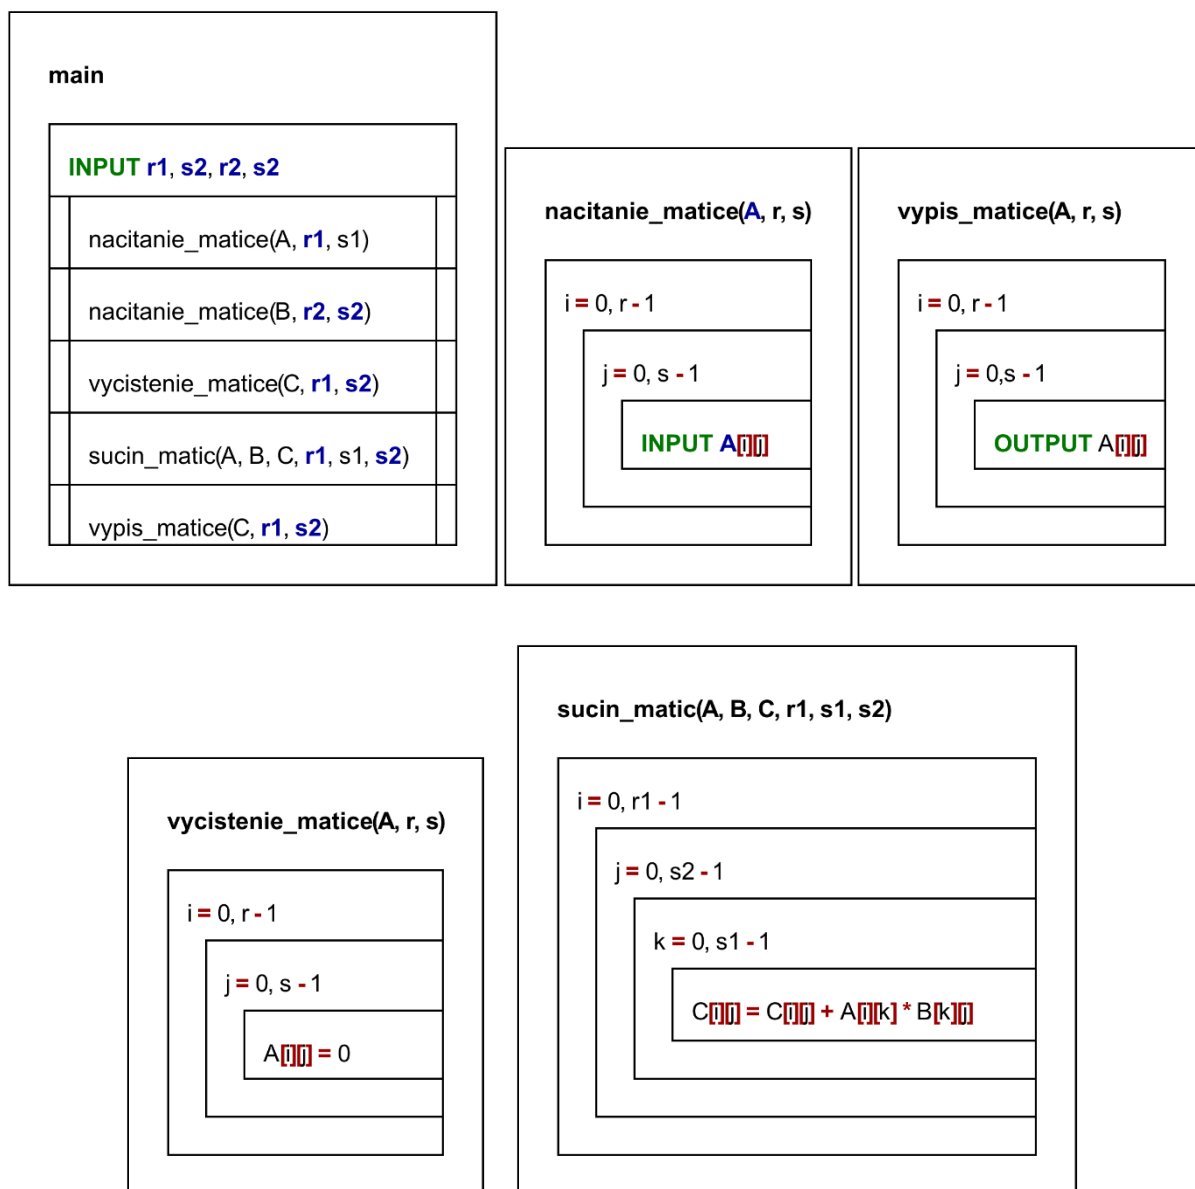 main
INPUT r1, s2, r2, s2
nacitanie_matice(A, r1, s1)
nacitanie_matice(B, r2, s2)
vycistenie_matice(C, r1, s2)
sucin_matic(A, B, C, r1, s1, s2)
vypis_matice(C, r1, s2)
nacitanie_matice(A, r, s)
i = 0, r - 1
j = 0, s - 1
INPUT A[i][j]
vypis_matice(A, r, s)
i = 0, r - 1
j = 0,s - 1
OUTPUT A[i][j]
vycistenie_matice(A, r, s)
i = 0, r - 1
j = 0, s - 1
A[i][j] = 0
sucin_matic(A, B, C, r1, s1, s2)
i = 0, r1 - 1
j = 0, s2 - 1
k = 0, s1 - 1
C[i][j] = C[i][j] + A[i][k] * B[k][j]